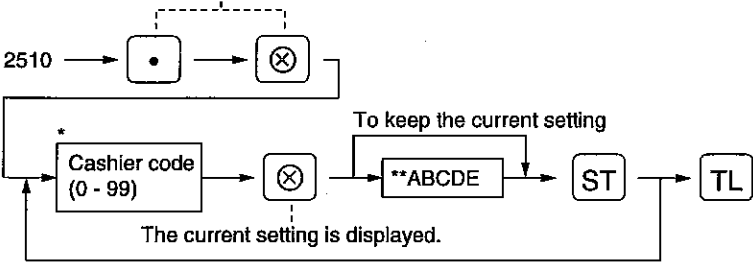 2510 • ⊗
To keep the current setting
*
Cashier code
(0 - 99)
⊗ **ABCDE ST TL
The current setting is displayed.